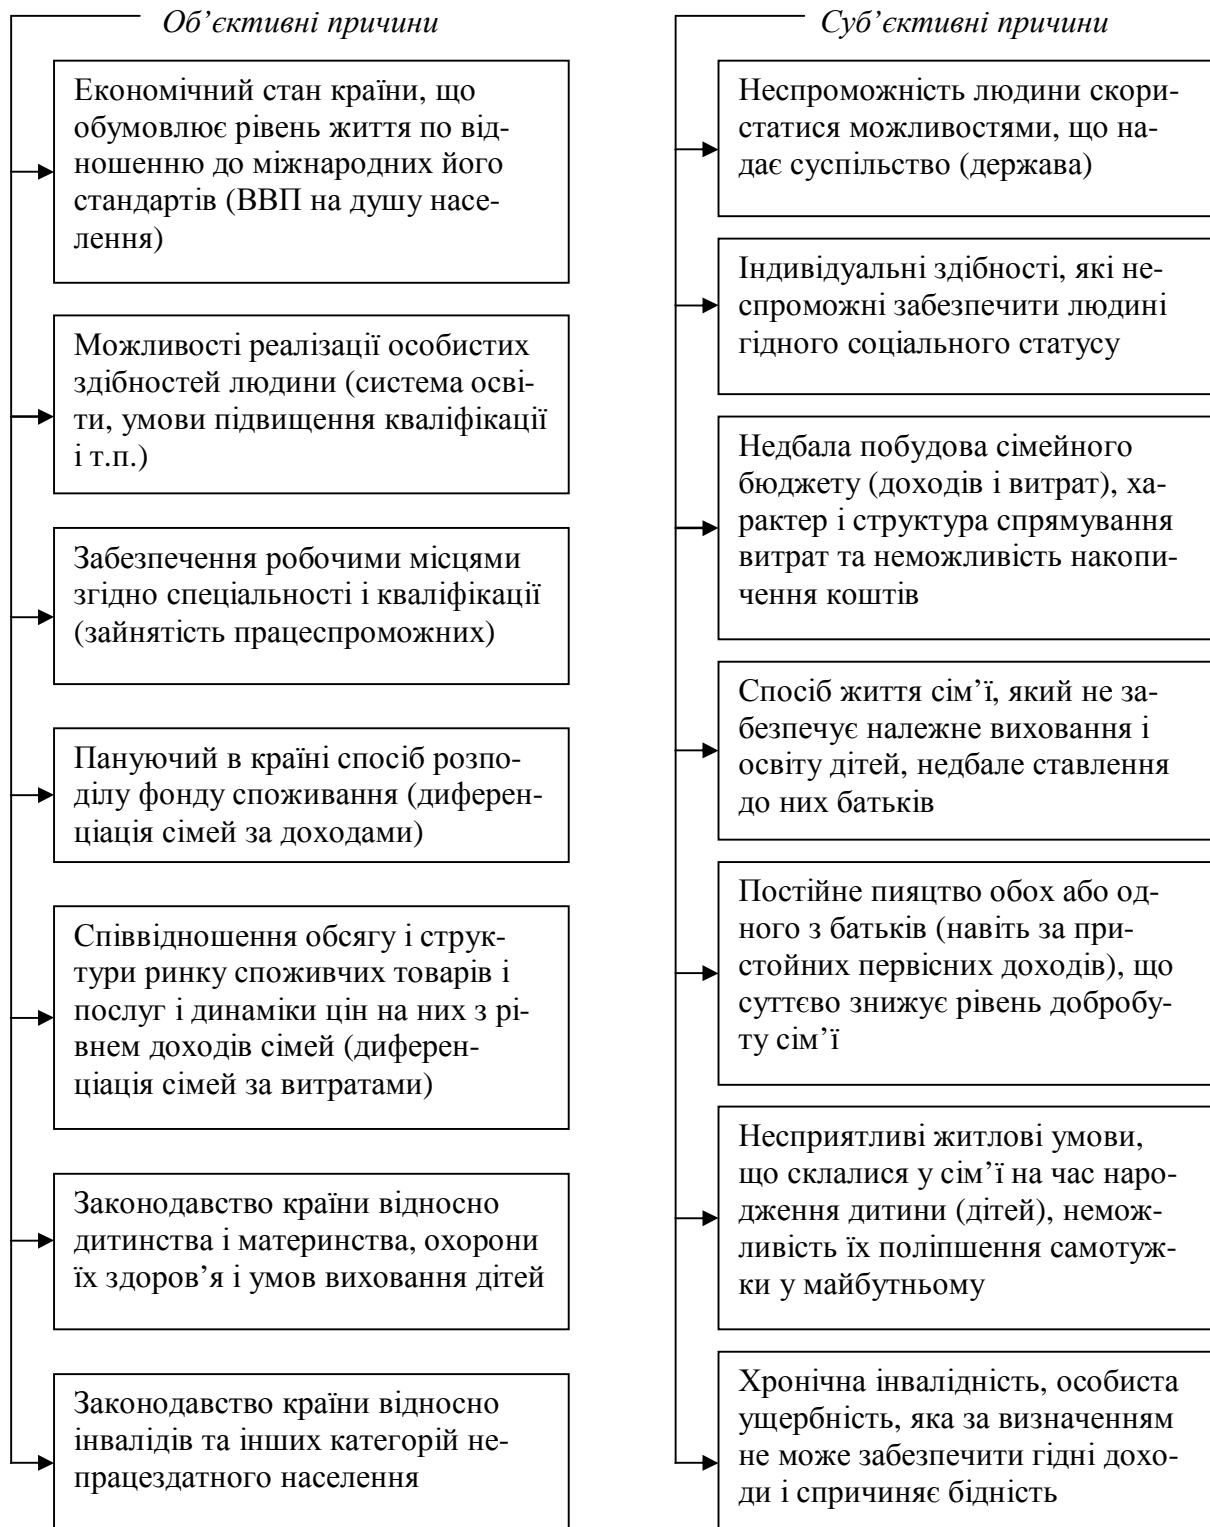 Об’єктивні причини
Економічний стан країни, що
обумовлює рівень життя по від-
ношенню до міжнародних його
стандартів (ВВП на душу насе-
лення)
Можливості реалізації особистих
здібностей людини (система осві-
ти, умови підвищення кваліфікації
і т.п.)
Забезпечення робочими місцями
згідно спеціальності і кваліфікації
(зайнятість працеспроможних)
Пануючий в країні спосіб розпо-
ділу фонду споживання (диферен-
ціація сімей за доходами)
Співвідношення обсягу і струк-
тури ринку споживчих товарів і
послуг і динаміки цін на них з рі-
внем доходів сімей (диферен-
ціація сімей за витратами)
Законодавство країни відносно
дитинства і материнства, охорони
їх здоров’я і умов виховання дітей
Законодавство країни відносно
інвалідів та інших категорій не-
працездатного населення
Суб’єктивні причини
Неспроможність людини скори-
статися можливостями, що на-
дає суспільство (держава)
Індивідуальні здібності, які не-
спроможні забезпечити людині
гідного соціального статусу
Недбала побудова сімейного
бюджету (доходів і витрат), ха-
рактер і структура спрямування
витрат та неможливість накопи-
чення коштів
Спосіб життя сім’ї, який не за-
безпечує належне виховання і
освіту дітей, недбале ставлення
до них батьків
Постійне пияцтво обох або од-
ного з батьків (навіть за при-
стойних первісних доходів), що
суттєво знижує рівень добробу-
ту сім’ї
Несприятливі житлові умови,
що склалися у сім’ї на час наро-
дження дитини (дітей), немож-
ливість їх поліпшення самотуж-
ки у майбутньому
Хронічна інвалідність, особиста
ущербність, яка за визначенням
не може забезпечити гідні дохо-
ди і спричиняє бідність